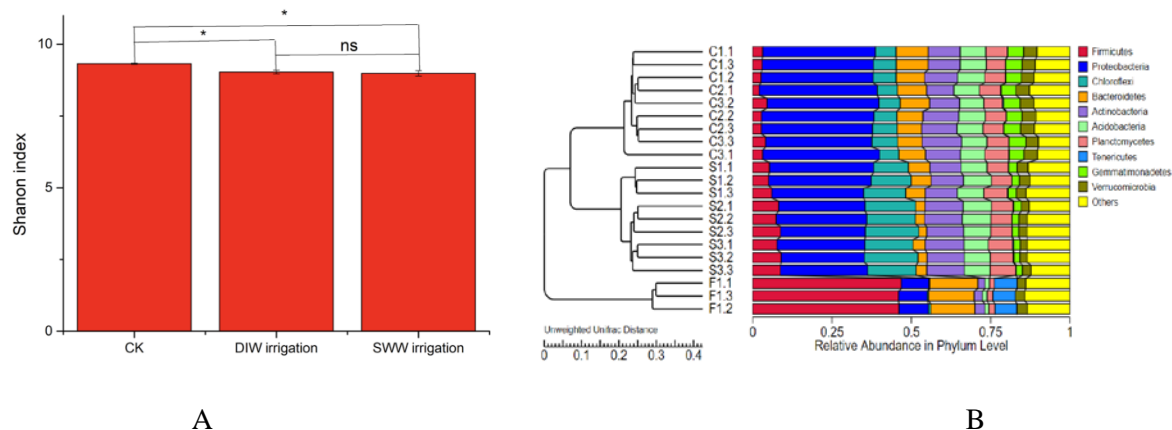 Shanon index
10
5
0
*
*
ns
CK
DIW irrigation
SWW irrigation
A
C1.1
C1.3
C1.2
C2.1
C3.2
C2.2
C2.3
C3.3
C3.1
S1.1
S1.2
S1.3
S2.1
S2.2
S2.3
S3.1
S3.2
S3.3
F1.1
F1.3
F1.2
Unweighted Unifrac Distance
0 0.1 0.2 0.3 0.4
0 0.25 0.5 0.75 1
Relative Abundance in Phylum Level
Firmicutes
Proteobacteria
Chloroflexi
Bacteroidetes
Actinobacteria
Acidobacteria
Planctomycetes
Tenericutes
Gemmatimonadetes
Verrucomicrobia
Others
B